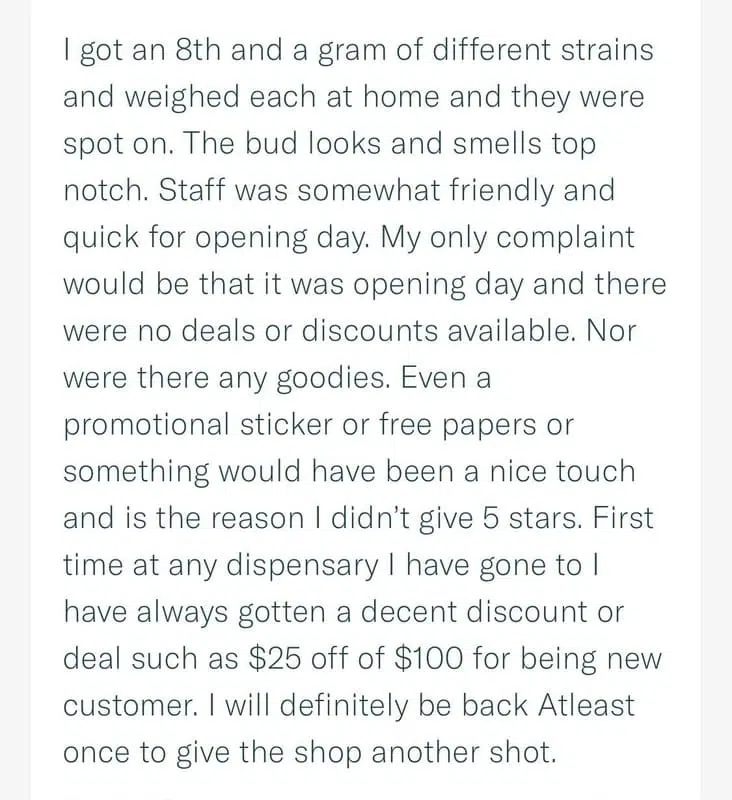 I got an 8th and a gram of different strains
and weighed each at home and they were
spot on. The bud looks and smells top
notch. Staff was somewhat friendly and
quick for opening day. My only complaint
would be that it was opening day and there
were no deals or discounts available. Nor
were there any goodies. Even a
promotional sticker or free papers or
something would have been a nice touch
and is the reason I didn't give 5 stars. First
time at any dispensary I have gone to I
have always gotten a decent discount or
deal such as $25 off of $100 for being new
customer. I will definitely be back Atleast
once to give the shop another shot.